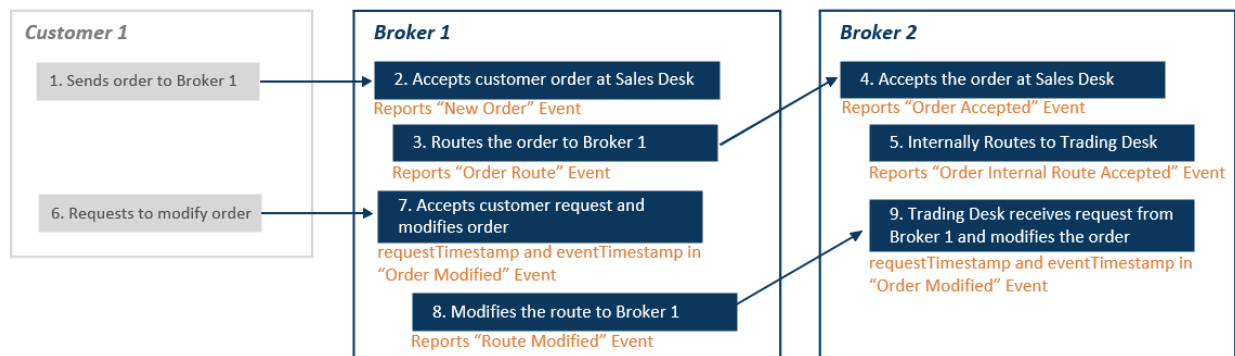 Customer 1
1. Sends order to Broker 1
6. Requests to modify order
Broker 1
2. Accepts customer order at Sales Desk
Reports “New Order” Event
3. Routes the order to Broker 1
Reports “Order Route” Event
7. Accepts customer request and
modifies order
requestTimestamp and eventTimestamp in
“Order Modified” Event
8. Modifies the route to Broker 1
Reports “Route Modified” Event
Broker 2
4. Accepts the order at Sales Desk
Reports “Order Accepted” Event
5. Internally Routes to Trading Desk
Reports “Order Internal Route Accepted” Event
9. Trading Desk receives request from
Broker 1 and modifies the order
requestTimestamp and eventTimestamp in
“Order Modified” Event